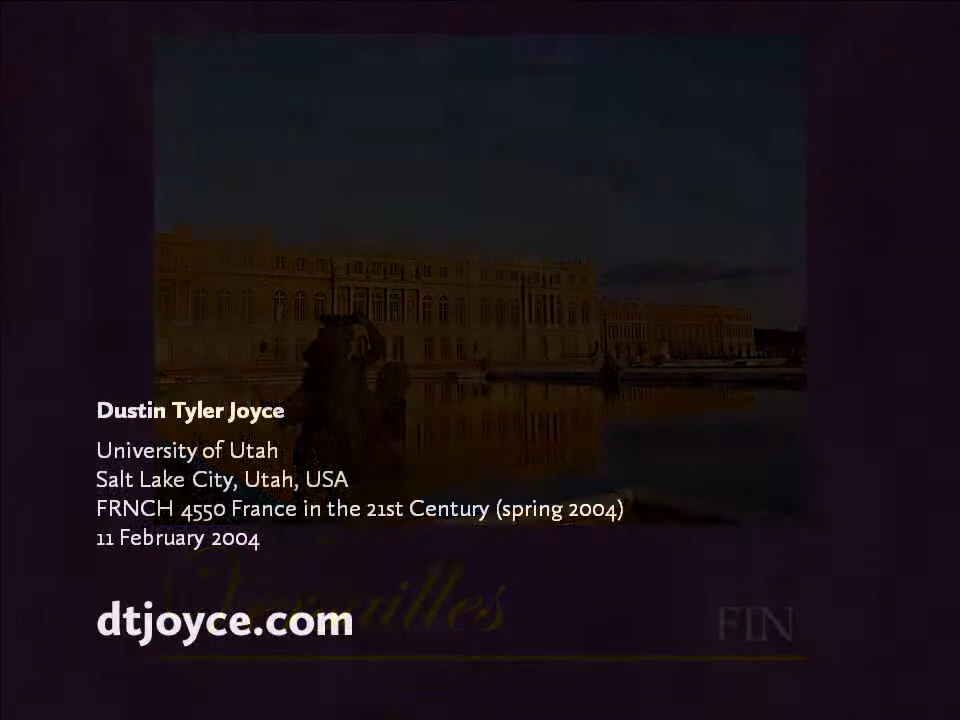 Dustin Tyler Joyce
University of Utah
Salt Lake City, Utah, USA
FRNCH 4550 France in the 21st Century (spring 2004)
11 February 2004
Versailles
dtjoyce.com
FIN